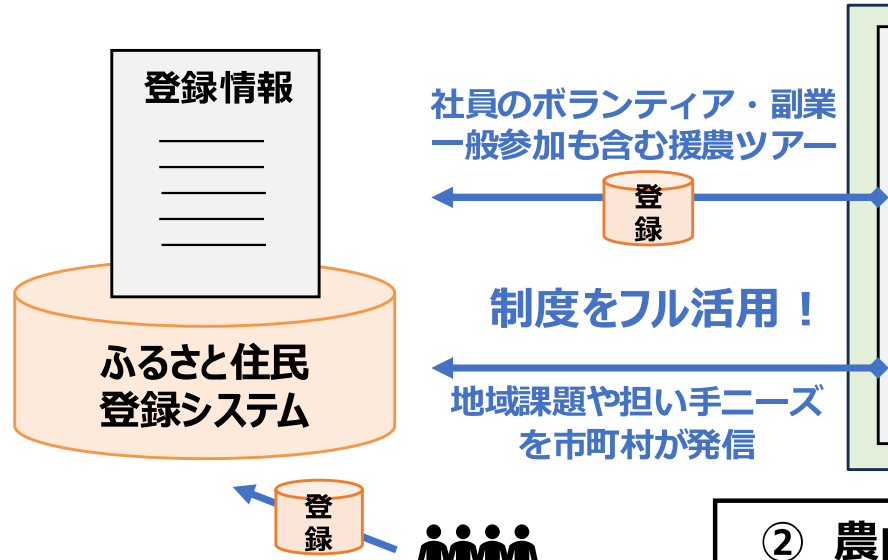 登録情報
社員のボランティア・副業
一般参加も含む援農ツアー
登
録
制度をフル活用！
ふるさと住民
登録システム
地域課題や担い手ニーズ
を市町村が発信
登
録
② 農